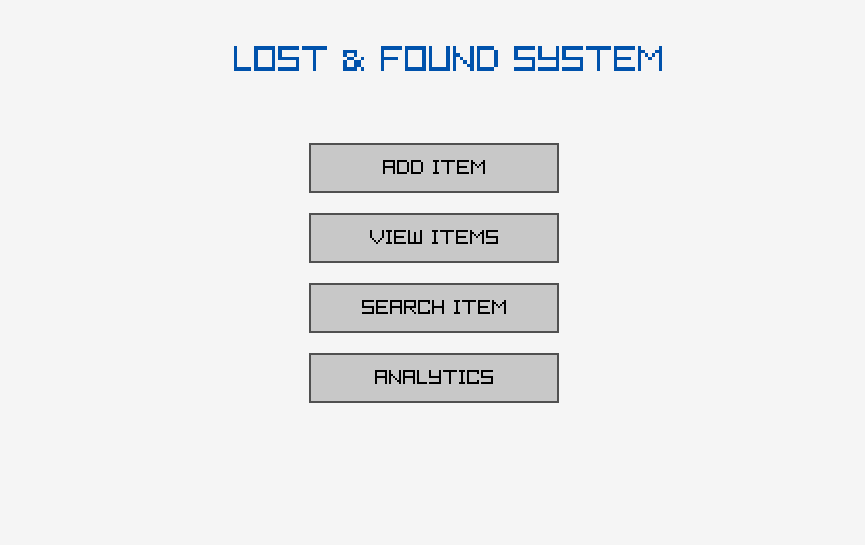 LOST & FOUND SYSTEM
ADD ITEM
VIEW ITEMS
SEARCH ITEM
ANALYTICS